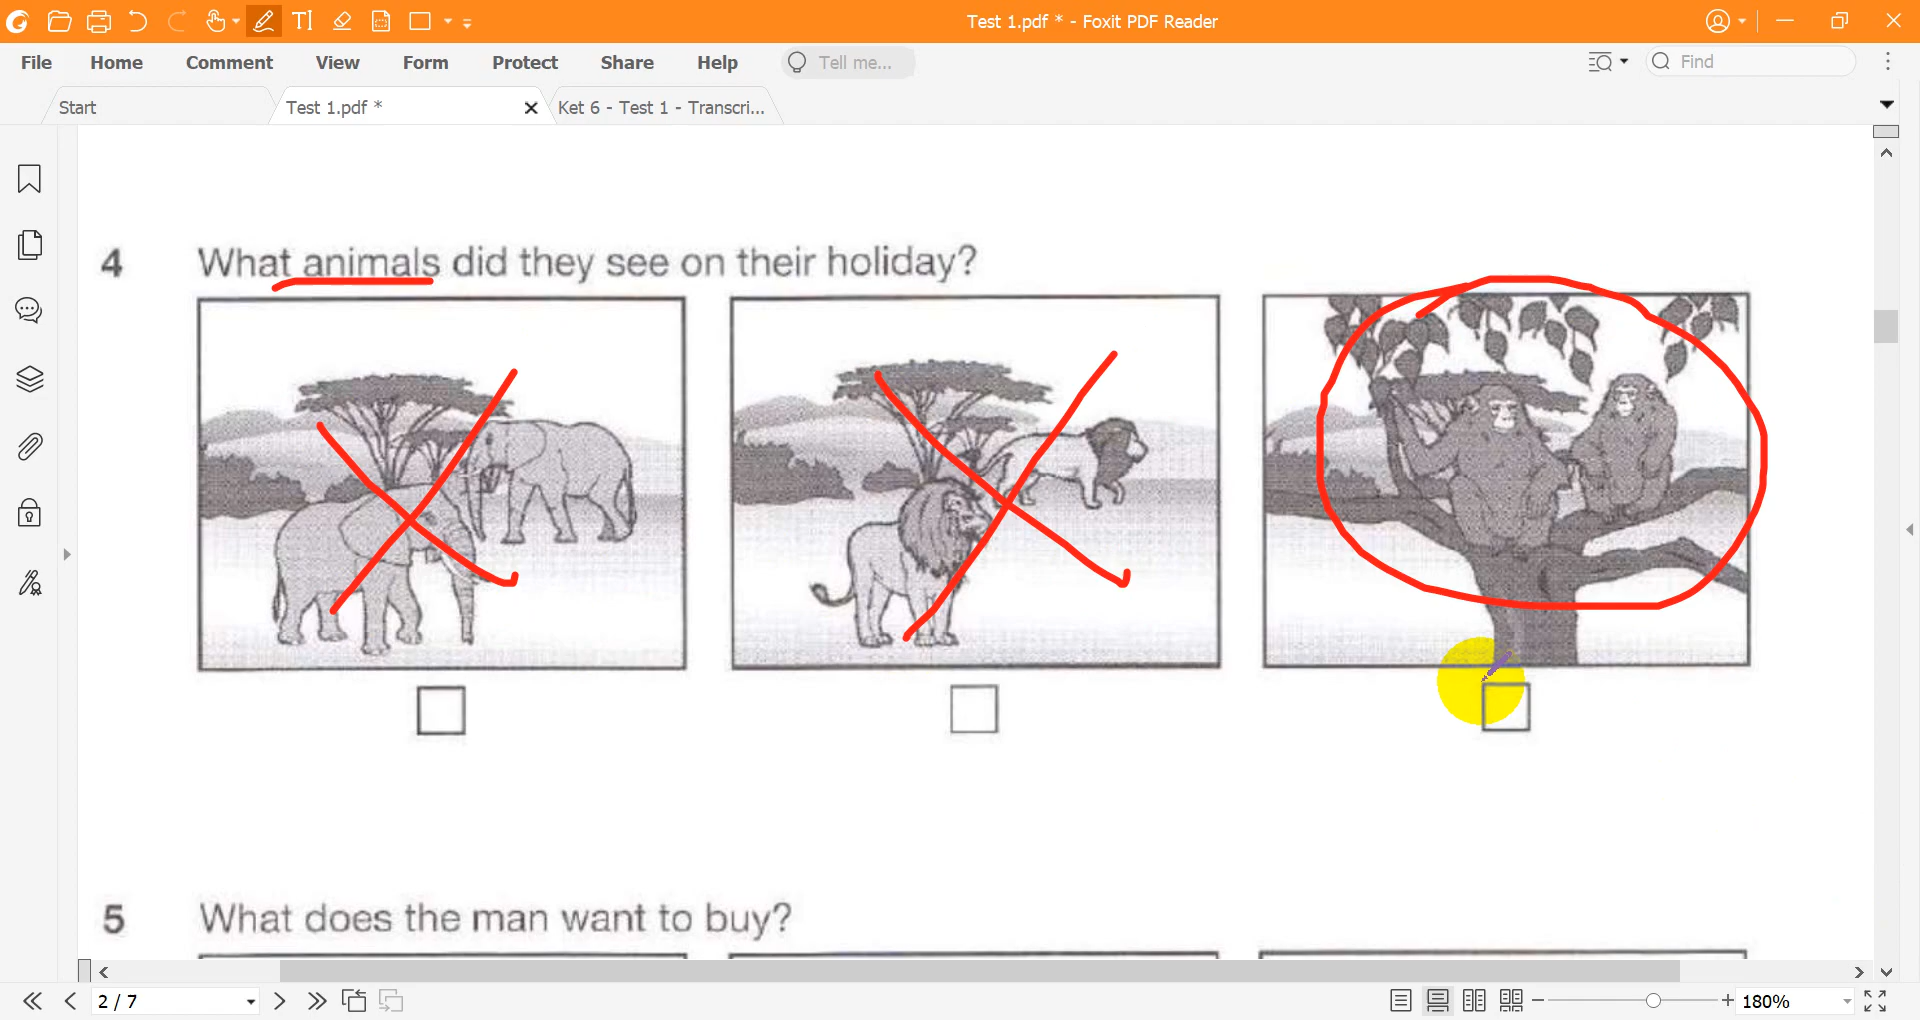 Test 1.pdf * - Foxit PDF Reader
File Home Comment View Form Protect Share Help Tell me... Find
Start Test 1.pdf * Ket 6 - Test 1 - Transcri...
4 What animals did they see on their holiday?
5 What does the man want to buy?
2 / 7 180%